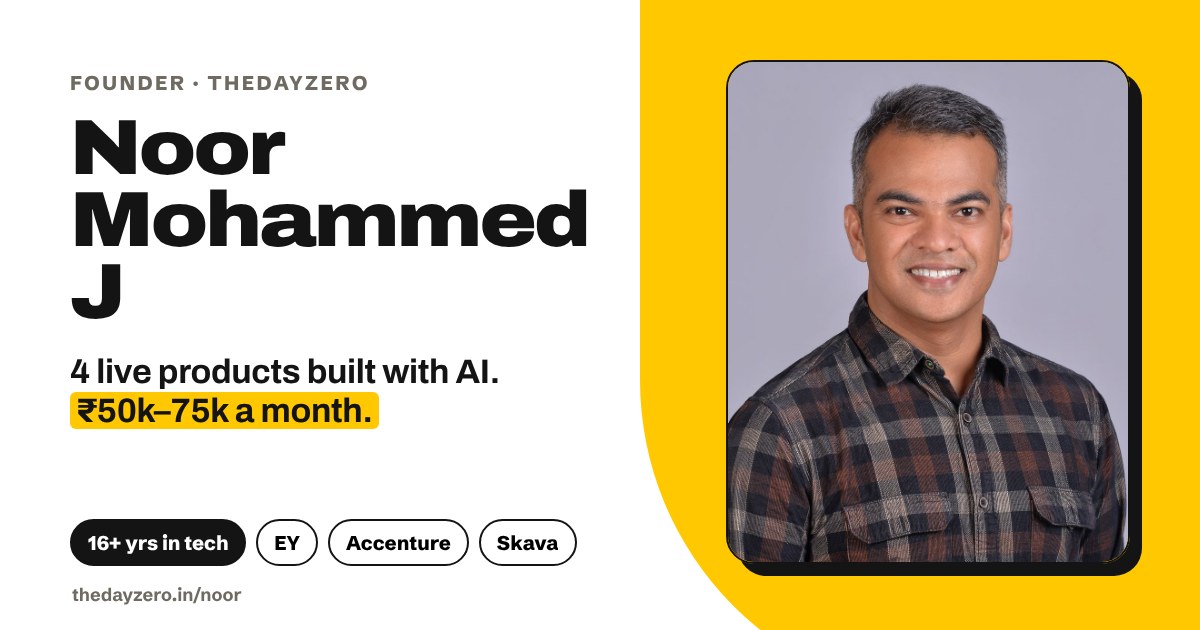 FOUNDER · THEDAYZERO
Noor
Mohammed
J
4 live products built with AI.
₹50k–75k a month.
16+ yrs in tech
EY
Accenture
Skava
thedayzero.in/noor